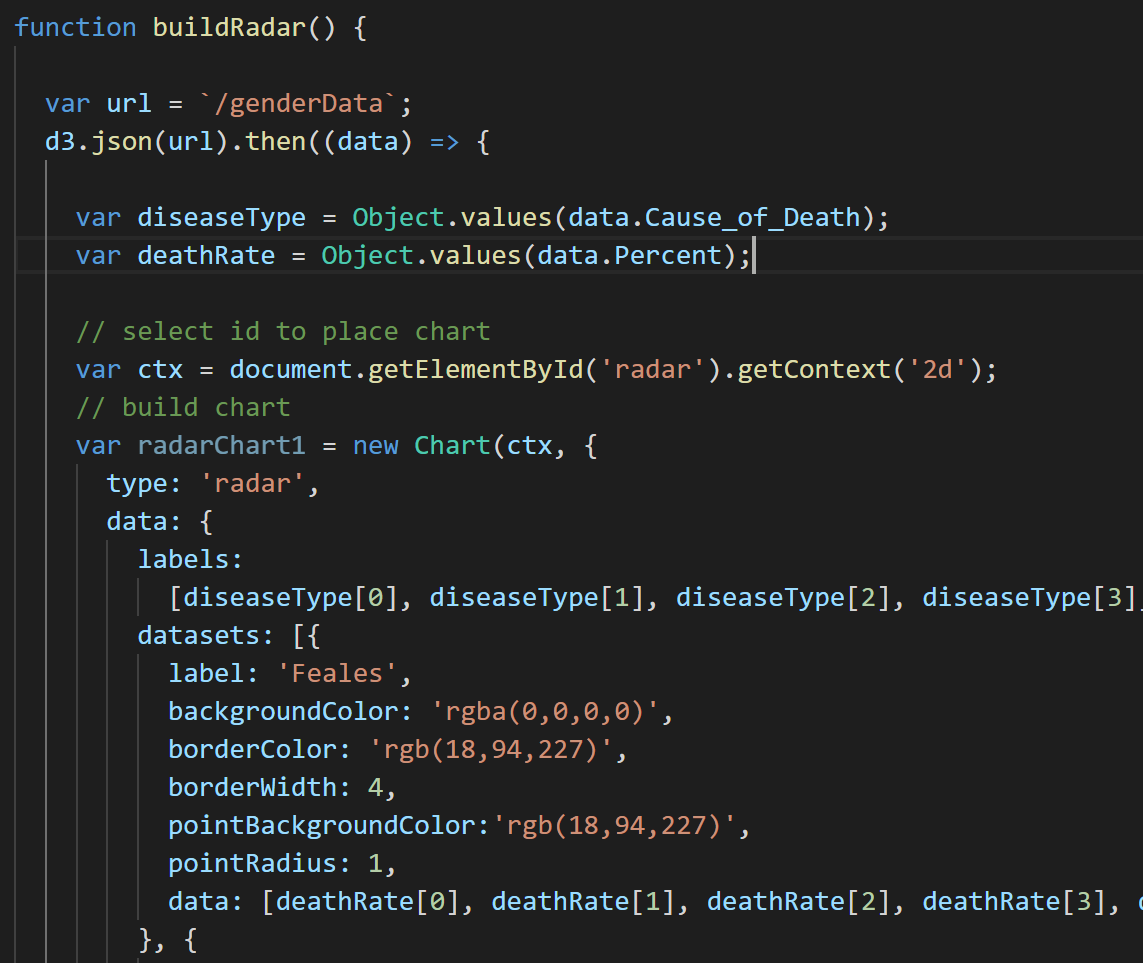 function buildRadar() {
var url = `/genderData`;
d3.json(url).then((data) => {
var diseaseType = Object.values(data.Cause_of_Death);
var deathRate = Object.values(data.Percent);
// select id to place chart
var ctx = document.getElementById('radar').getContext('2d');
// build chart
var radarChart1 = new Chart(ctx, {
type: 'radar',
data: {
labels:
[diseaseType[0], diseaseType[1], diseaseType[2], diseaseType[3],
datasets: [{
label: 'Feales',
backgroundColor: 'rgba(0,0,0,0)',
borderColor: 'rgb(18,94,227)',
borderWidth: 4,
pointBackgroundColor:'rgb(18,94,227)',
pointRadius: 1,
data: [deathRate[0], deathRate[1], deathRate[2], deathRate[3],
}, {